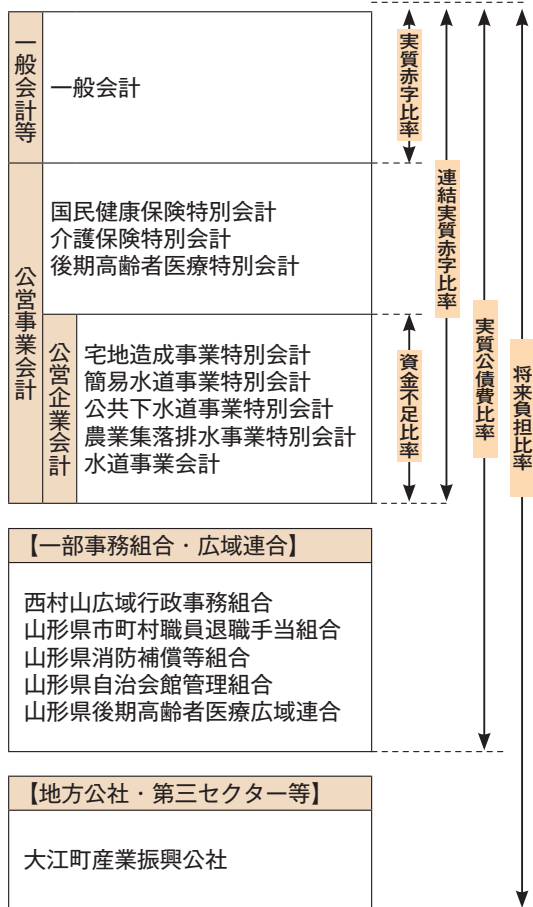 一般会計等
一般会計
公営事業会計
国民健康保険特別会計
介護保険特別会計
後期高齢者医療特別会計
公営企業会計
宅地造成事業特別会計
簡易水道事業特別会計
公共下水道事業特別会計
農業集落排水事業特別会計
水道事業会計
実質赤字比率
連結実質赤字比率
資金不足比率
実質公債費比率
将来負担比率
【一部事務組合・広域連合】
西村山広域行政事務組合
山形県市町村職員退職手当組合
山形県消防補償等組合
山形県自治会館管理組合
山形県後期高齢者医療広域連合
【地方公社・第三セクター等】
大江町産業振興公社